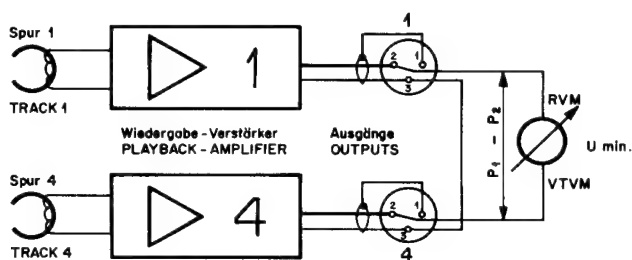 Spur 1
TRACK 1
1
1
2
1
3
Wiedergabe - Verstärker
PLAYBACK - AMPLIFIER
Ausgänge
OUTPUTS
P1 - P2
RVM
U min.
VTVM
Spur 4
TRACK 4
4
2
1
3
4